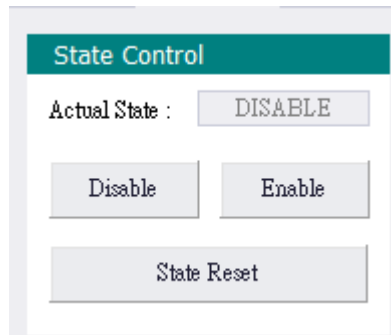 State Control
Actual State : DISABLE
Disable Enable
State Reset